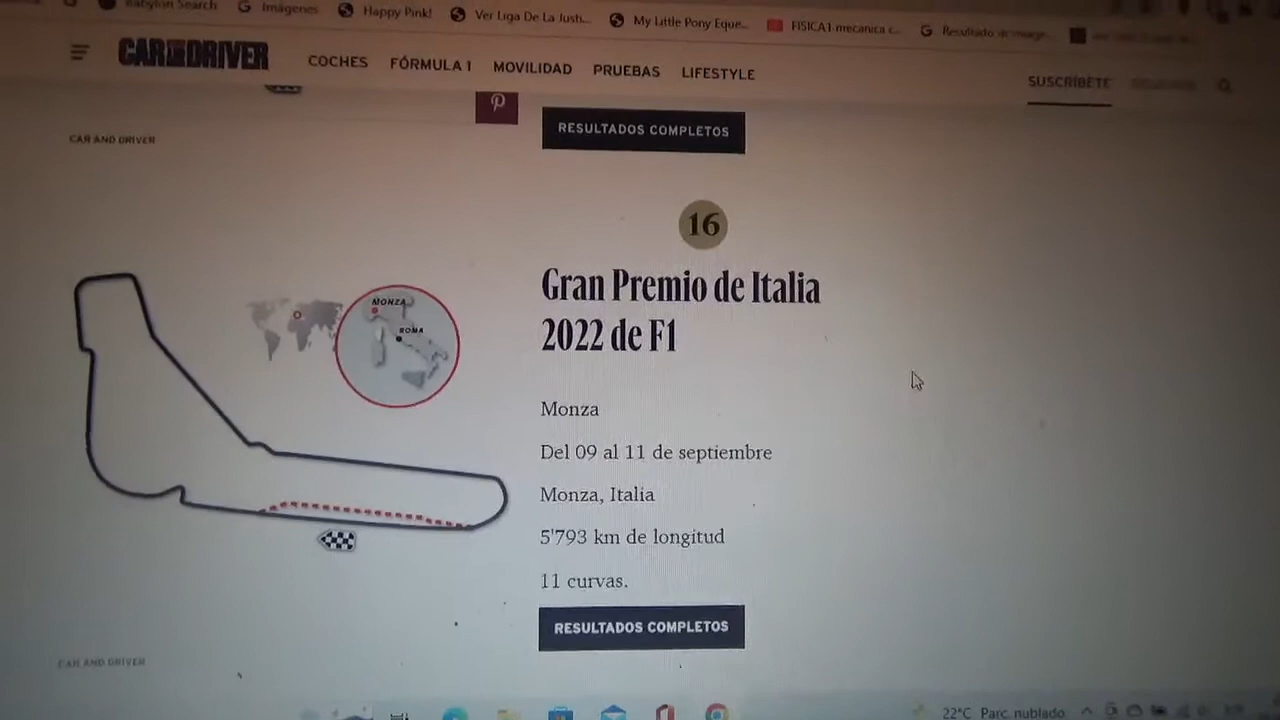 Babylon Search
Imágenes
Happy Pink!
Ver Liga De La Justi...
My Little Pony Eque...
FISICA1-mecanica c...
Resultado de image...
CAR AND DRIVER
COCHES
FÓRMULA 1
MOVILIDAD
PRUEBAS
LIFESTYLE
SUSCRÍBETE
CAR AND DRIVER
RESULTADOS COMPLETOS
16
Gran Premio de Italia
2022 de F1
MONZA
ROMA
Monza
Del 09 al 11 de septiembre
Monza, Italia
5'793 km de longitud
11 curvas.
RESULTADOS COMPLETOS
CAR AND DRIVER
22°C Parc. nublado